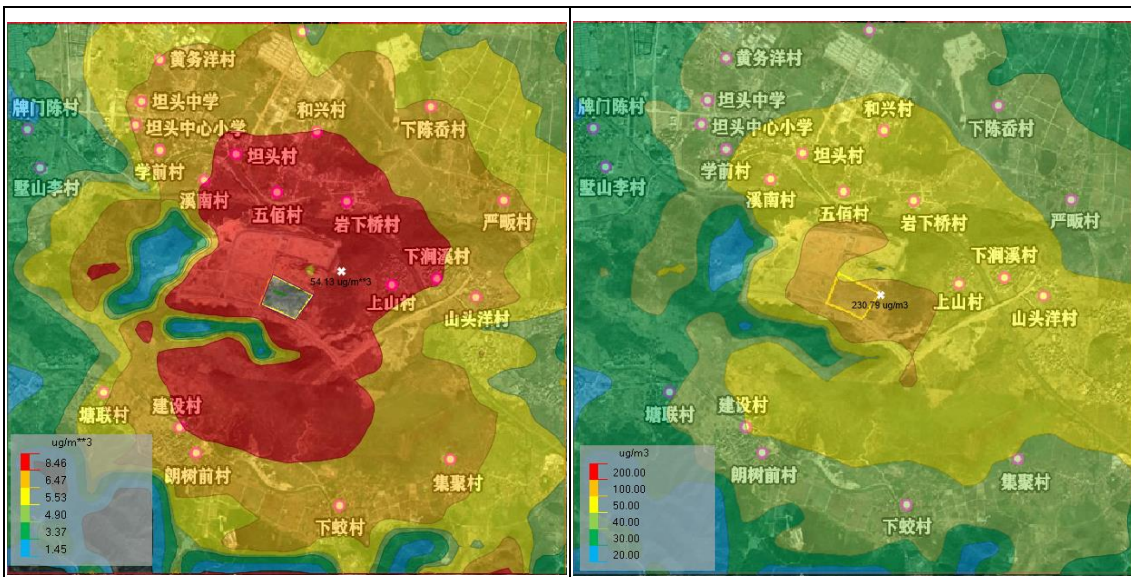 黄务洋村
坦头中学
牌门陈村
坦头中心小学
和兴村
下陈岙村
坦头村
学前村
墅山李村
溪南村
五佰村
岩下桥村
严畈村
下涧溪村
54.13 ug/m**3
上山村
山头洋村
塘联村
建设村
朗树前村
集聚村
下蛟村
ug/m**3
8.46
6.47
5.53
4.90
3.37
1.45
黄务洋村
坦头中学
牌门陈村
坦头中心小学
和兴村
下陈岙村
坦头村
学前村
墅山李村
溪南村
五佰村
岩下桥村
严畈村
下涧溪村
230.79 ug/m3
上山村
山头洋村
塘联村
建设村
朗树前村
集聚村
下蛟村
ug/m3
200.00
100.00
50.00
40.00
30.00
20.00